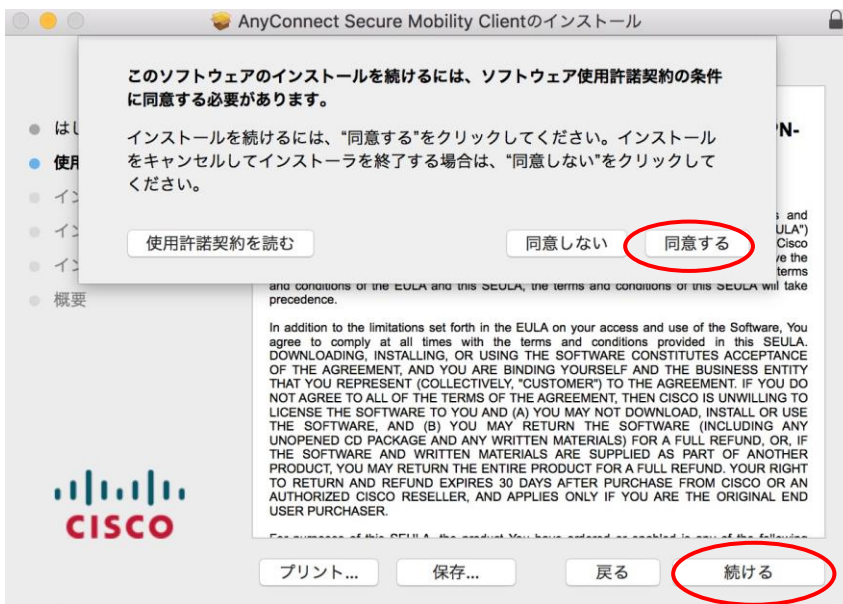 AnyConnect Secure Mobility Clientのインストール
このソフトウェアのインストールを続けるには、ソフトウェア使用許諾契約の条件
に同意する必要があります。
インストールを続けるには、“同意する”をクリックしてください。インストール
をキャンセルしてインストーラを終了する場合は、“同意しない”をクリックして
ください。
使用許諾契約を読む
同意しない
同意する
はじ
使用
イン
イン
イン
概要
PN-
s and
ULA")
Cisco
ve the
terms
and conditions of the EULA and this SEULA, the terms and conditions of this SEULA will take
precedence.
In addition to the limitations set forth in the EULA on your access and use of the Software, You
agree to comply at all times with the terms and conditions provided in this SEULA.
DOWNLOADING, INSTALLING, OR USING THE SOFTWARE CONSTITUTES ACCEPTANCE
OF THE AGREEMENT, AND YOU ARE BINDING YOURSELF AND THE BUSINESS ENTITY
THAT YOU REPRESENT (COLLECTIVELY, "CUSTOMER") TO THE AGREEMENT. IF YOU DO
NOT AGREE TO ALL OF THE TERMS OF THE AGREEMENT, THEN CISCO IS UNWILLING TO
LICENSE THE SOFTWARE TO YOU AND (A) YOU MAY NOT DOWNLOAD, INSTALL OR USE
THE SOFTWARE, AND (B) YOU MAY RETURN THE SOFTWARE (INCLUDING ANY
UNOPENED CD PACKAGE AND ANY WRITTEN MATERIALS) FOR A FULL REFUND, OR, IF
THE SOFTWARE AND WRITTEN MATERIALS ARE SUPPLIED AS PART OF ANOTHER
PRODUCT, YOU MAY RETURN THE ENTIRE PRODUCT FOR A FULL REFUND. YOUR RIGHT
TO RETURN AND REFUND EXPIRES 30 DAYS AFTER PURCHASE FROM CISCO OR AN
AUTHORIZED CISCO RESELLER, AND APPLIES ONLY IF YOU ARE THE ORIGINAL END
USER PURCHASER.
CISCO
プリント...
保存...
戻る
続ける